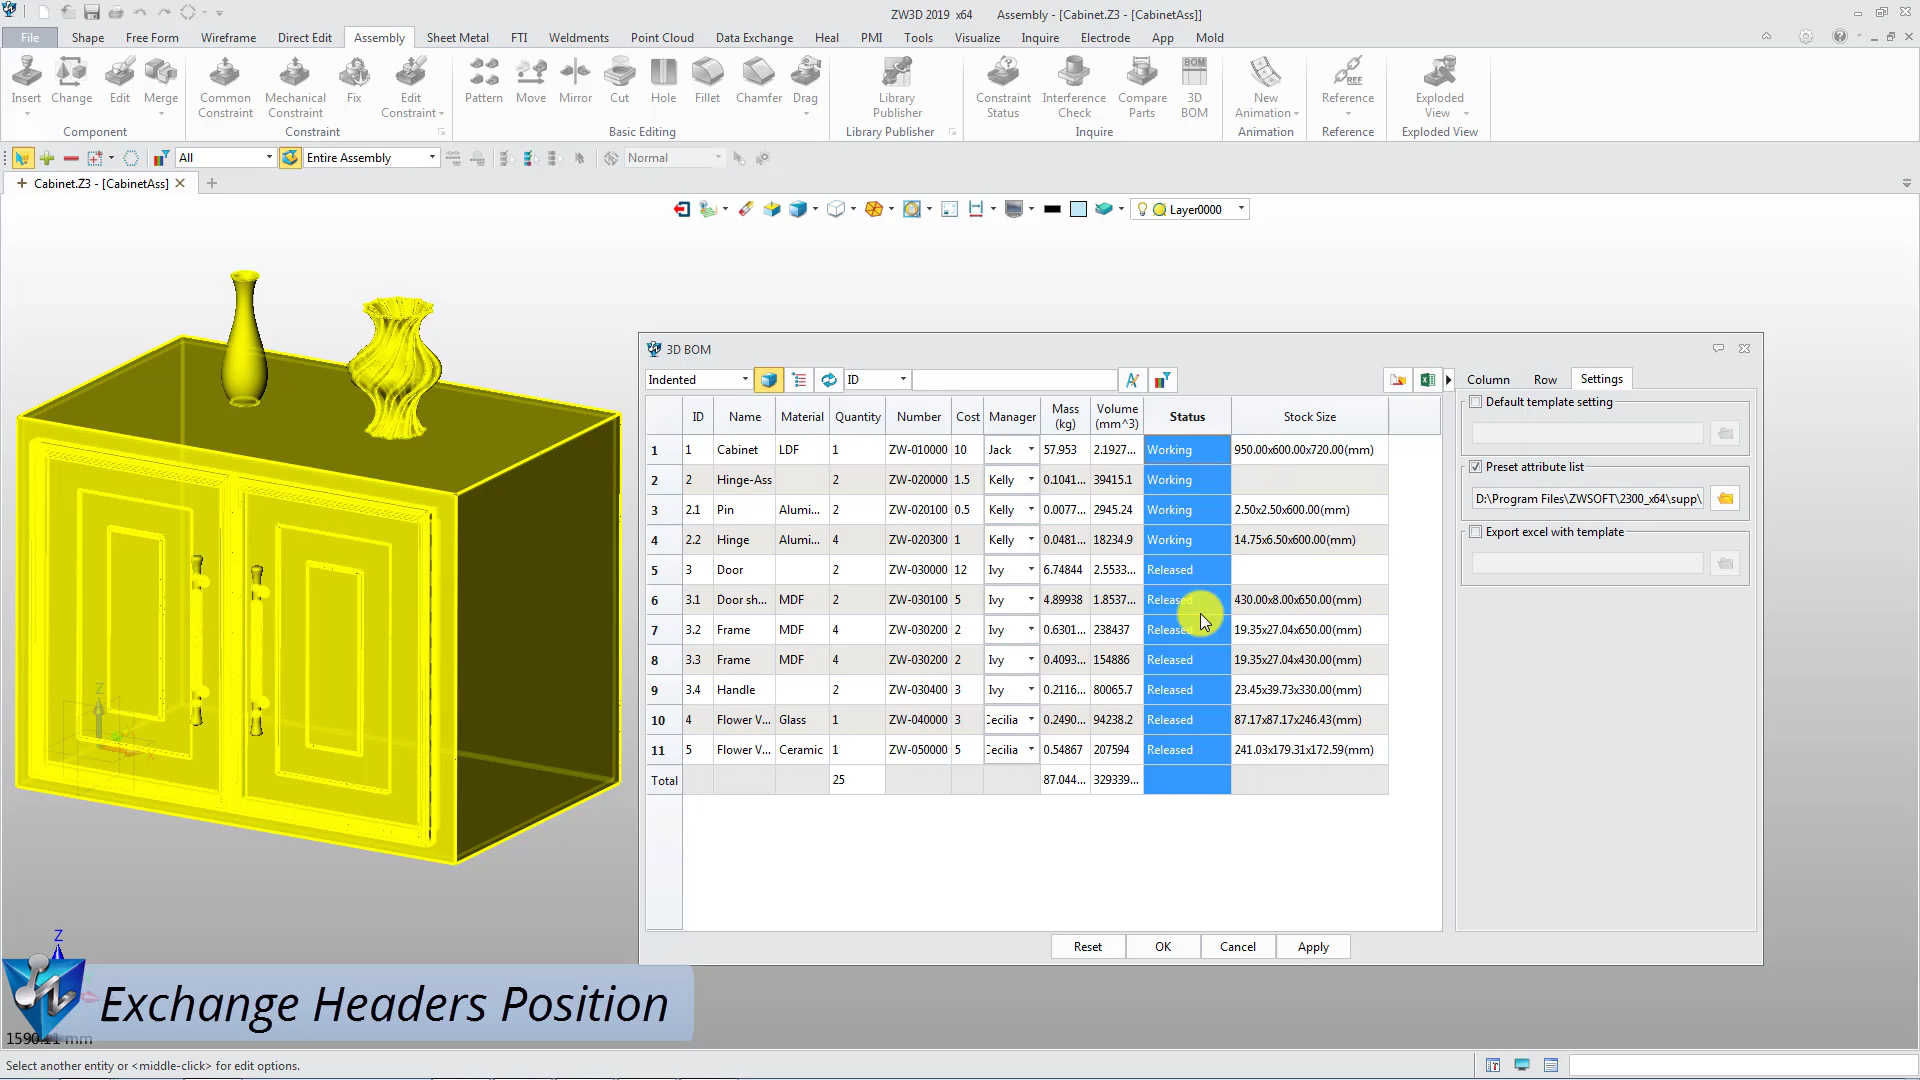 ZW3D 2019 x64 Assembly - [Cabinet.Z3 - [CabinetAss]]
File Shape Free Form Wireframe Direct Edit Assembly Sheet Metal FTI Weldments Point Cloud Data Exchange Heal PMI Tools Visualize Inquire Electrode App Mold
Insert Change Edit Merge Common Constraint Mechanical Constraint Fix Edit Constraint Pattern Move Mirror Cut Hole Fillet Chamfer Drag Library Publisher Constraint Status Interference Check Compare Parts BOM 3D BOM New Animation REF Reference Exploded View
Component Constraint Basic Editing Library Publisher Inquire Animation Reference Exploded View
All Entire Assembly Normal
Cabinet.Z3 - [CabinetAss]
Layer0000
3D BOM
Indented ID
Column Row Settings
ID Name Material Quantity Number Cost Manager Mass (kg) Volume (mm^3) Status Stock Size
1 1 Cabinet LDF 1 ZW-010000 10 Jack 57.953 2.1927... Working 950.00x600.00x720.00(mm)
2 2 Hinge-Ass 2 ZW-020000 1.5 Kelly 0.1041... 39415.1 Working
3 2.1 Pin Alumi... 2 ZW-020100 0.5 Kelly 0.0077... 2945.24 Working 2.50x2.50x600.00(mm)
4 2.2 Hinge Alumi... 4 ZW-020300 1 Kelly 0.0481... 18234.9 Working 14.75x6.50x600.00(mm)
5 3 Door 2 ZW-030000 12 Ivy 6.74844 2.5533... Released
6 3.1 Door sh... MDF 2 ZW-030100 5 Ivy 4.89938 1.8537... Released 430.00x8.00x650.00(mm)
7 3.2 Frame MDF 4 ZW-030200 2 Ivy 0.6301... 238437 Released 19.35x27.04x650.00(mm)
8 3.3 Frame MDF 4 ZW-030200 2 Ivy 0.4093... 154886 Released 19.35x27.04x430.00(mm)
9 3.4 Handle 2 ZW-030400 3 Ivy 0.2116... 80065.7 Released 23.45x39.73x330.00(mm)
10 4 Flower V... Glass 1 ZW-040000 3 Cecilia 0.2490... 94238.2 Released 87.17x87.17x246.43(mm)
11 5 Flower V... Ceramic 1 ZW-050000 5 Cecilia 0.54867 207594 Released 241.03x179.31x172.59(mm)
Total 25 87.044... 329339...
Default template setting
Preset attribute list
D:\Program Files\ZWSOFT\2300_x64\supp\
Export excel with template
Reset OK Cancel Apply
Z
X
Z
Exchange Headers Position
Select another entity or <middle-click> for edit options.